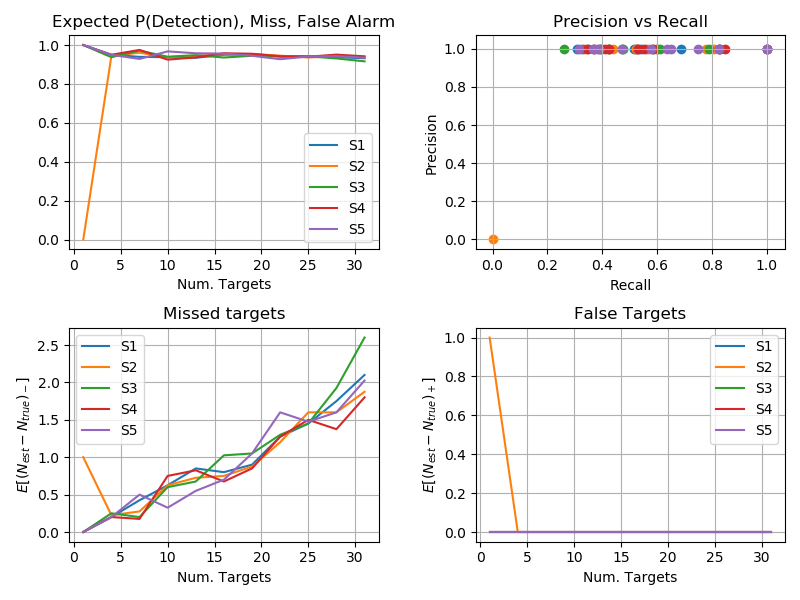 Expected P(Detection), Miss, False Alarm
1.0
0.8
0.6
0.4
0.2
0.0
S1
S2
S3
S4
S5
0 5 10 15 20 25 30
Num. Targets
Precision vs Recall
Precision
1.0
0.8
0.6
0.4
0.2
0.0
0.0 0.2 0.4 0.6 0.8 1.0
Recall
Missed targets
E[(N_est − N_true)_−]
2.5
2.0
1.5
1.0
0.5
0.0
S1
S2
S3
S4
S5
0 5 10 15 20 25 30
Num. Targets
False Targets
E[(N_est − N_true)_+]
1.0
0.8
0.6
0.4
0.2
0.0
S1
S2
S3
S4
S5
0 5 10 15 20 25 30
Num. Targets